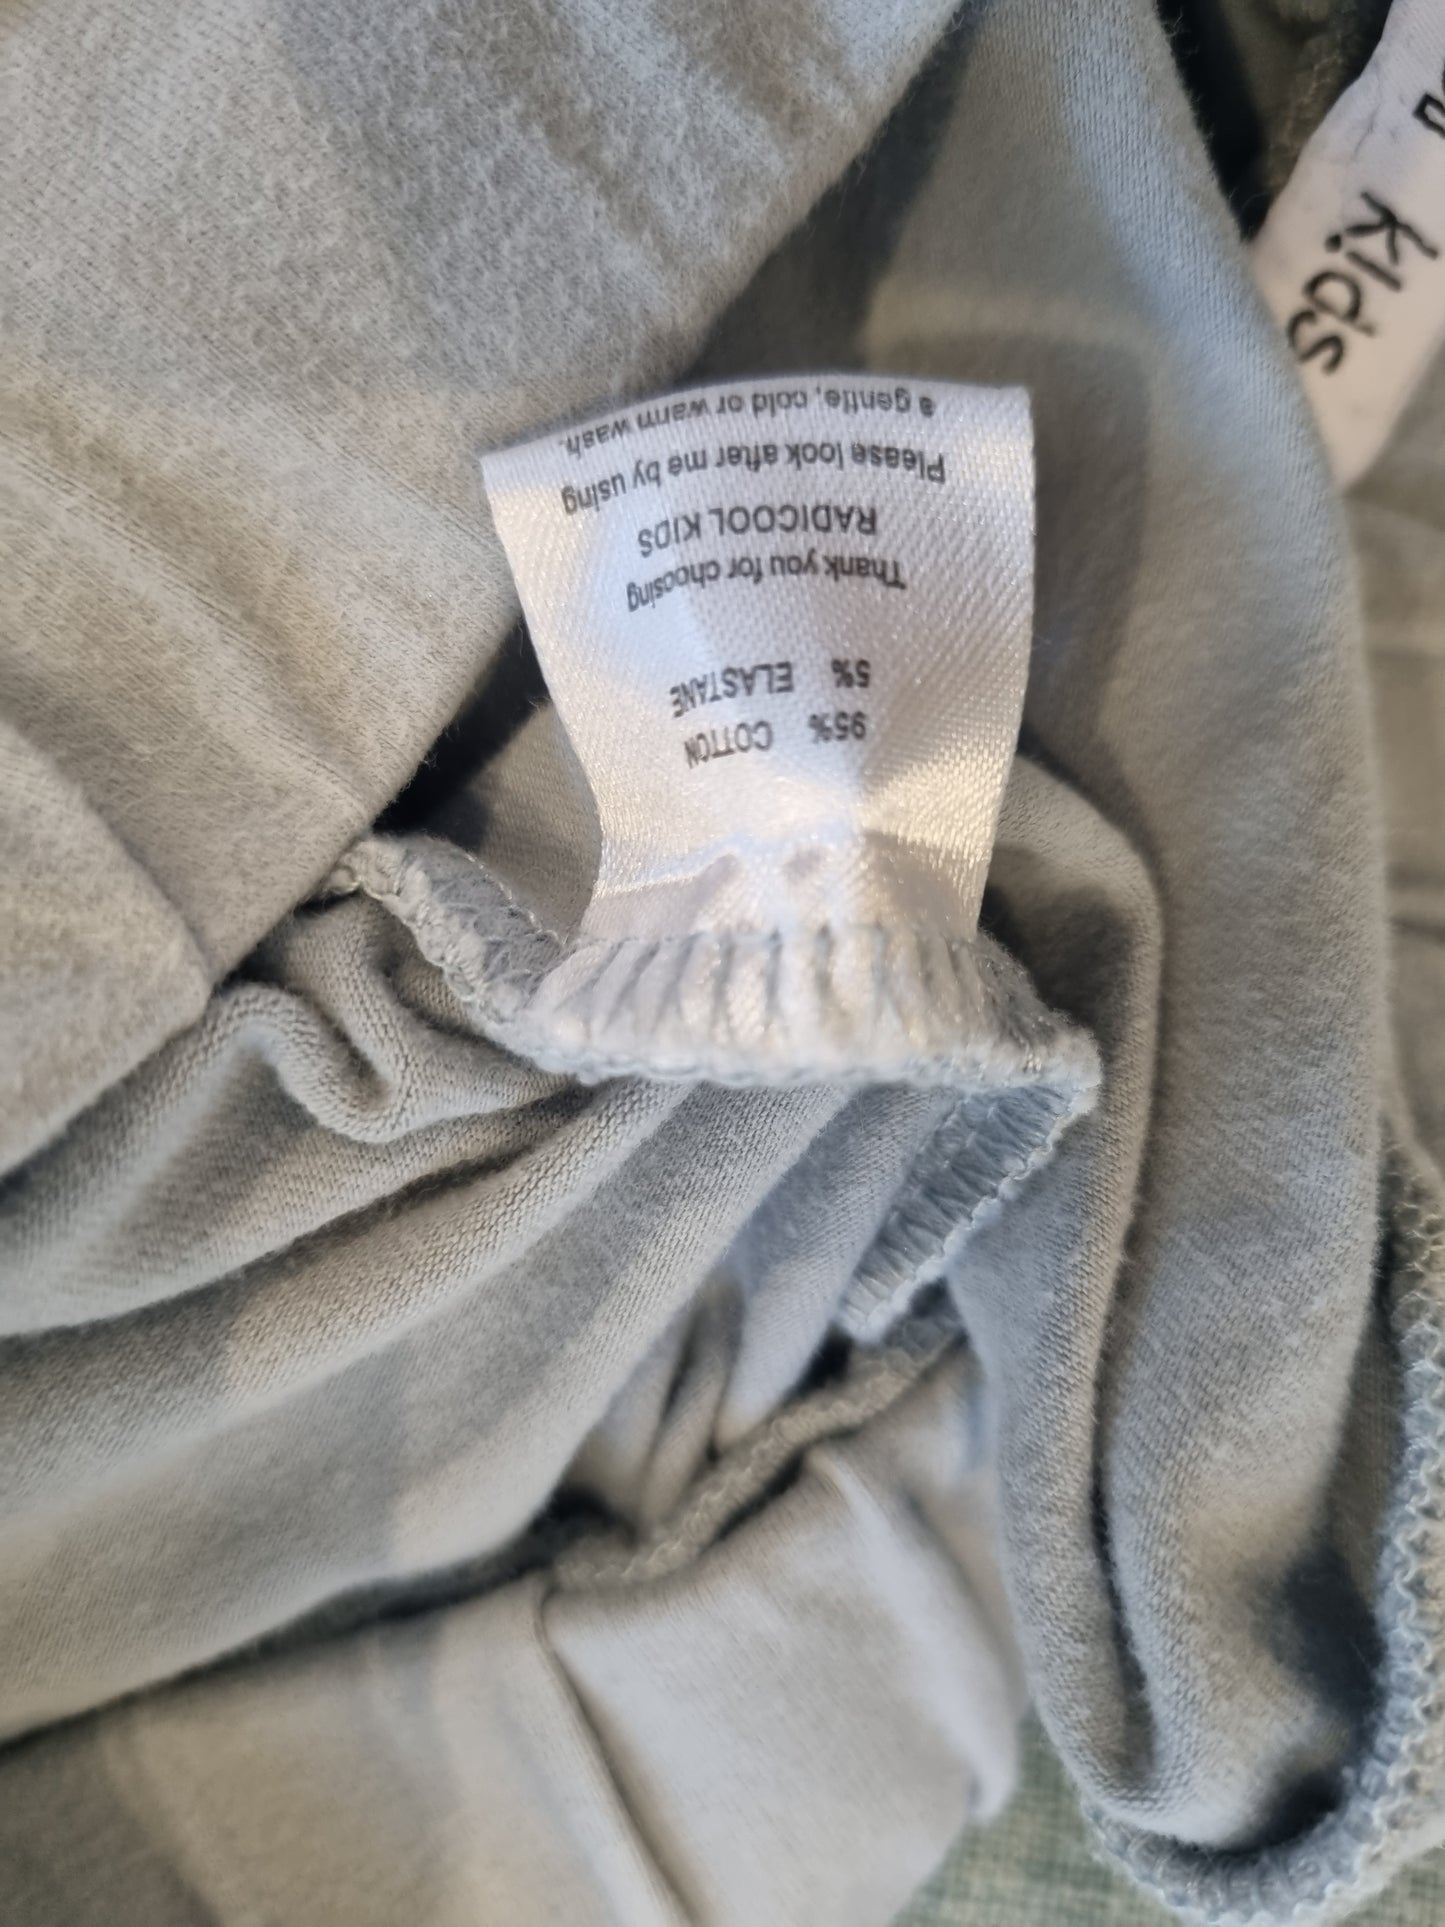 95% COTTON
5% ELASTANE
Thank you for choosing
RADICOOL KIDS
Please look after me by using
a gentle, cold or warm wash.
kids